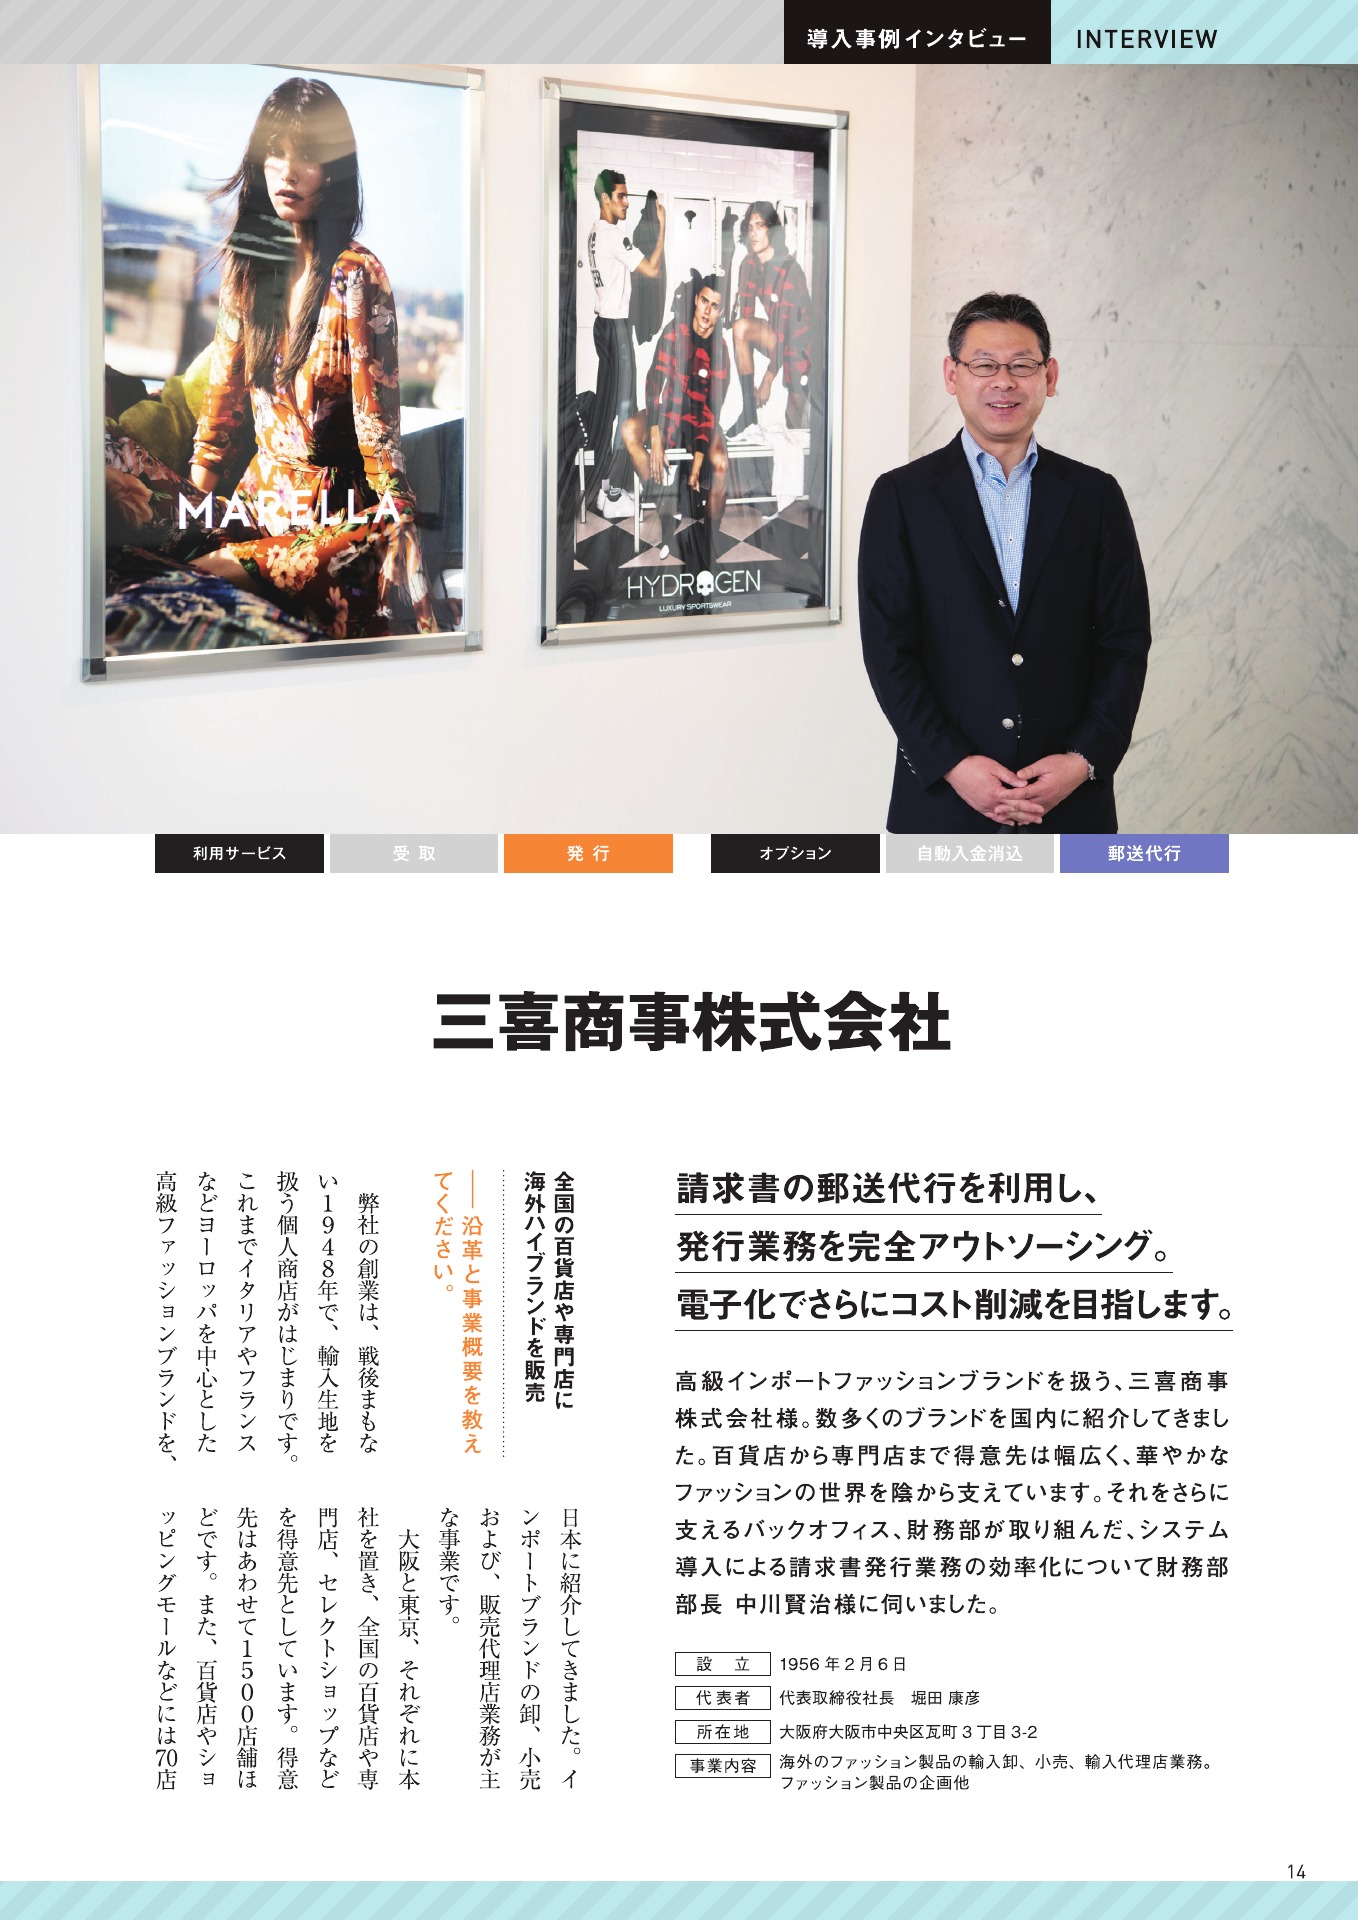 導入事例インタビュー
INTERVIEW
MARELLA
HYDROGEN
LUXURY SPORTSWEAR
利用サービス
受取
発行
オプション
自動入金消込
郵送代行
三喜商事株式会社
請求書の郵送代行を利用し、
発行業務を完全アウトソーシング。
電子化でさらにコスト削減を目指します。
高級インポートファッションブランドを扱う、三喜商事
株式会社様。数多くのブランドを国内に紹介してきまし
た。百貨店から専門店まで得意先は幅広く、華やかな
ファッションの世界を陰から支えています。それをさらに
支えるバックオフィス、財務部が取り組んだ、システム
導入による請求書発行業務の効率化について財務部
部長 中川賢治様に伺いました。
設 立 1956年2月6日
代表者 代表取締役社長 堀田 康彦
所在地 大阪府大阪市中央区瓦町3丁目3-2
事業内容 海外のファッション製品の輸入卸、小売、輸入代理店業務。
ファッション製品の企画他
全国の百貨店や専門店に
海外ハイブランドを販売
――沿革と事業概要を教え
てください。
弊社の創業は、戦後まもな
い1948年で、輸入生地を
扱う個人商店がはじまりです。
これまでイタリアやフランス
などヨーロッパを中心とした
高級ファッションブランドを、
日本に紹介してきました。イ
ンポートブランドの卸、小売
および、販売代理店業務が主
な事業です。
大阪と東京、それぞれに本
社を置き、全国の百貨店や専
門店、セレクトショップなど
を得意先としています。得意
先はあわせて1500店舗ほ
どです。また、百貨店やショ
ッピングモールなどには70店
14